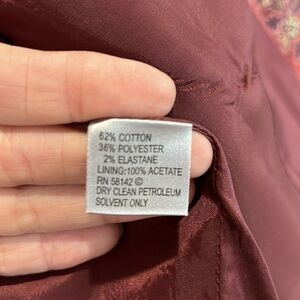 62% COTTON
36% POLYESTER
2% ELASTANE
LINING:100% ACETATE
RN 58142 ©
DRY CLEAN PETROLEUM
SOLVENT ONLY